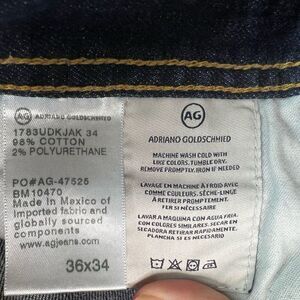 AG ADRIANO GOLDSCHMIED
1783UDKJAK 34
98% COTTON
2% POLYURETHANE
PO#AG-47525
BM10470
Made in Mexico of
Imported fabric and
globally sourced
components
www.agjeans.com
36x34
AG
ADRIANO GOLDSCHMIED
MACHINE WASH COLD WITH
LIKE COLORS. TUMBLE DRY.
REMOVE PROMPTLY. IRON IF NEEDED.
LAVAGE EN MACHINE À FROID AVEC
COULEURS SIMILAIRES. SÈCHE-LINGE
À RETIRER PROMPTEMENT.
FER SI NÉCESSAIRE
LAVAR A MAQUINA CON AGUA FRIA.
CON COLORES SIMILARES. SECAR EN
SECADORA RETIRAR RAPIDAMENTE.
PLANCHA SI ES NECESARIO